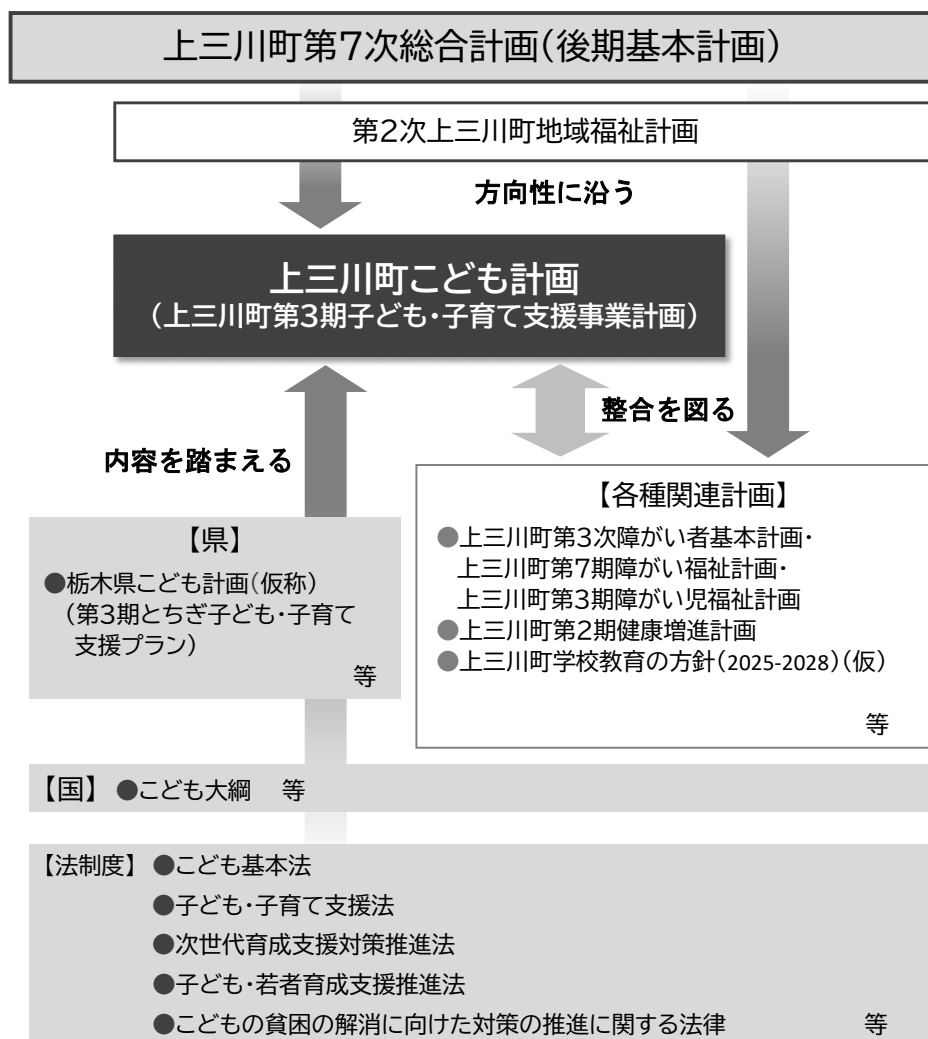 上三川町第7次総合計画(後期基本計画)
第2次上三川町地域福祉計画
方向性に沿う
上三川町こども計画
(上三川町第3期子ども・子育て支援事業計画)
整合を図る
内容を踏まえる
【各種関連計画】
●上三川町第3次障がい者基本計画・
上三川町第7期障がい福祉計画・
上三川町第3期障がい児福祉計画
●上三川町第2期健康増進計画
●上三川町学校教育の方針(2025-2028)(仮)
等
【県】
●栃木県こども計画(仮称)
(第3期とちぎ子ども・子育て
支援プラン)
等
【国】 ●こども大綱 等
【法制度】 ●こども基本法
●子ども・子育て支援法
●次世代育成支援対策推進法
●子ども・若者育成支援推進法
●こどもの貧困の解消に向けた対策の推進に関する法律 等